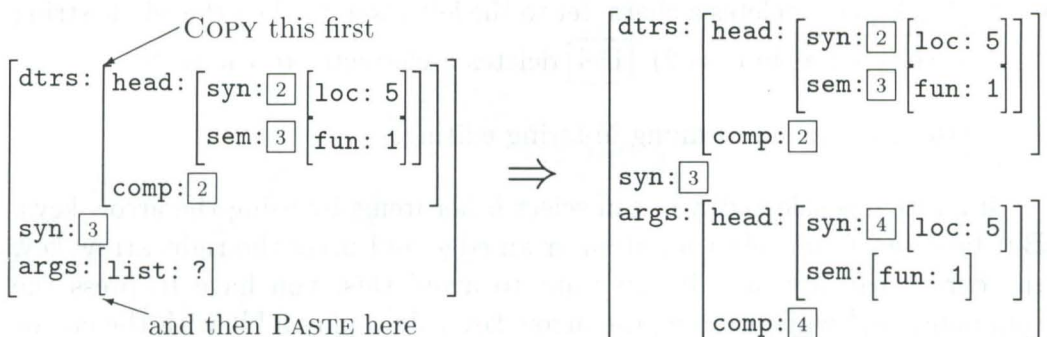 COPY this first
dtrs: head: syn: 2 loc: 5
sem: 3 fun: 1
comp: 2
syn: 3
args: list: ?
and then PASTE here
⇒
dtrs: head: syn: 2 loc: 5
sem: 3 fun: 1
comp: 2
syn: 3
args: head: syn: 4 loc: 5
sem: fun: 1
comp: 4